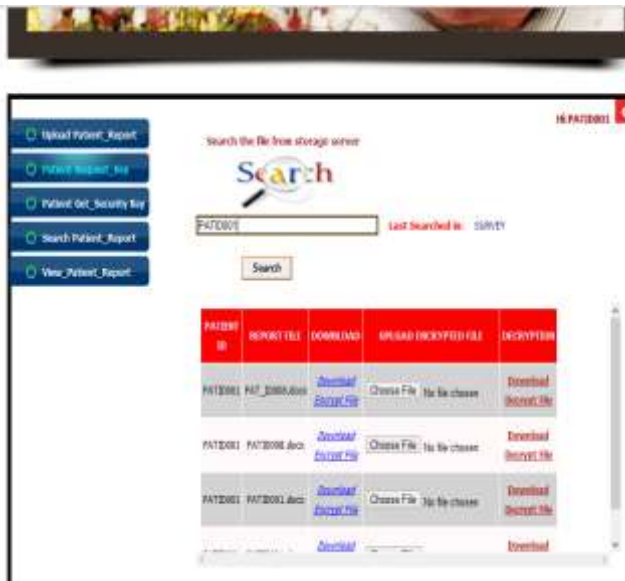 Hi PATID001
Upload Patient_Report
Patient Request_Key
Patient Get_Security Key
Search Patient_Report
View_Patient_Report
Search the file from storage server
Search
PATID001
Last Searched is: SURVEY
Search
PATIENT ID REPORT FILE DOWNLOAD UPLOAD ENCRYPTED FILE DECRYPTION
PATID001 Download Encrypt File Choose File No file chosen Download Decrypt File
PATID001 Download Encrypt File Choose File No file chosen Download Decrypt File
PATID001 PATID001.docx Download Encrypt File Choose File No file chosen Download Decrypt File
Download Download